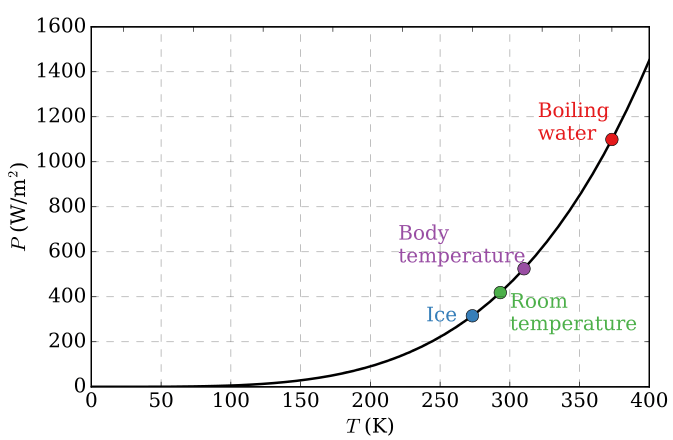 1600
1400
1200
1000
800
600
400
200
0
P (W/m²)
Boiling
water
Body
temperature
Ice
Room
temperature
0 50 100 150 200 250 300 350 400
T (K)